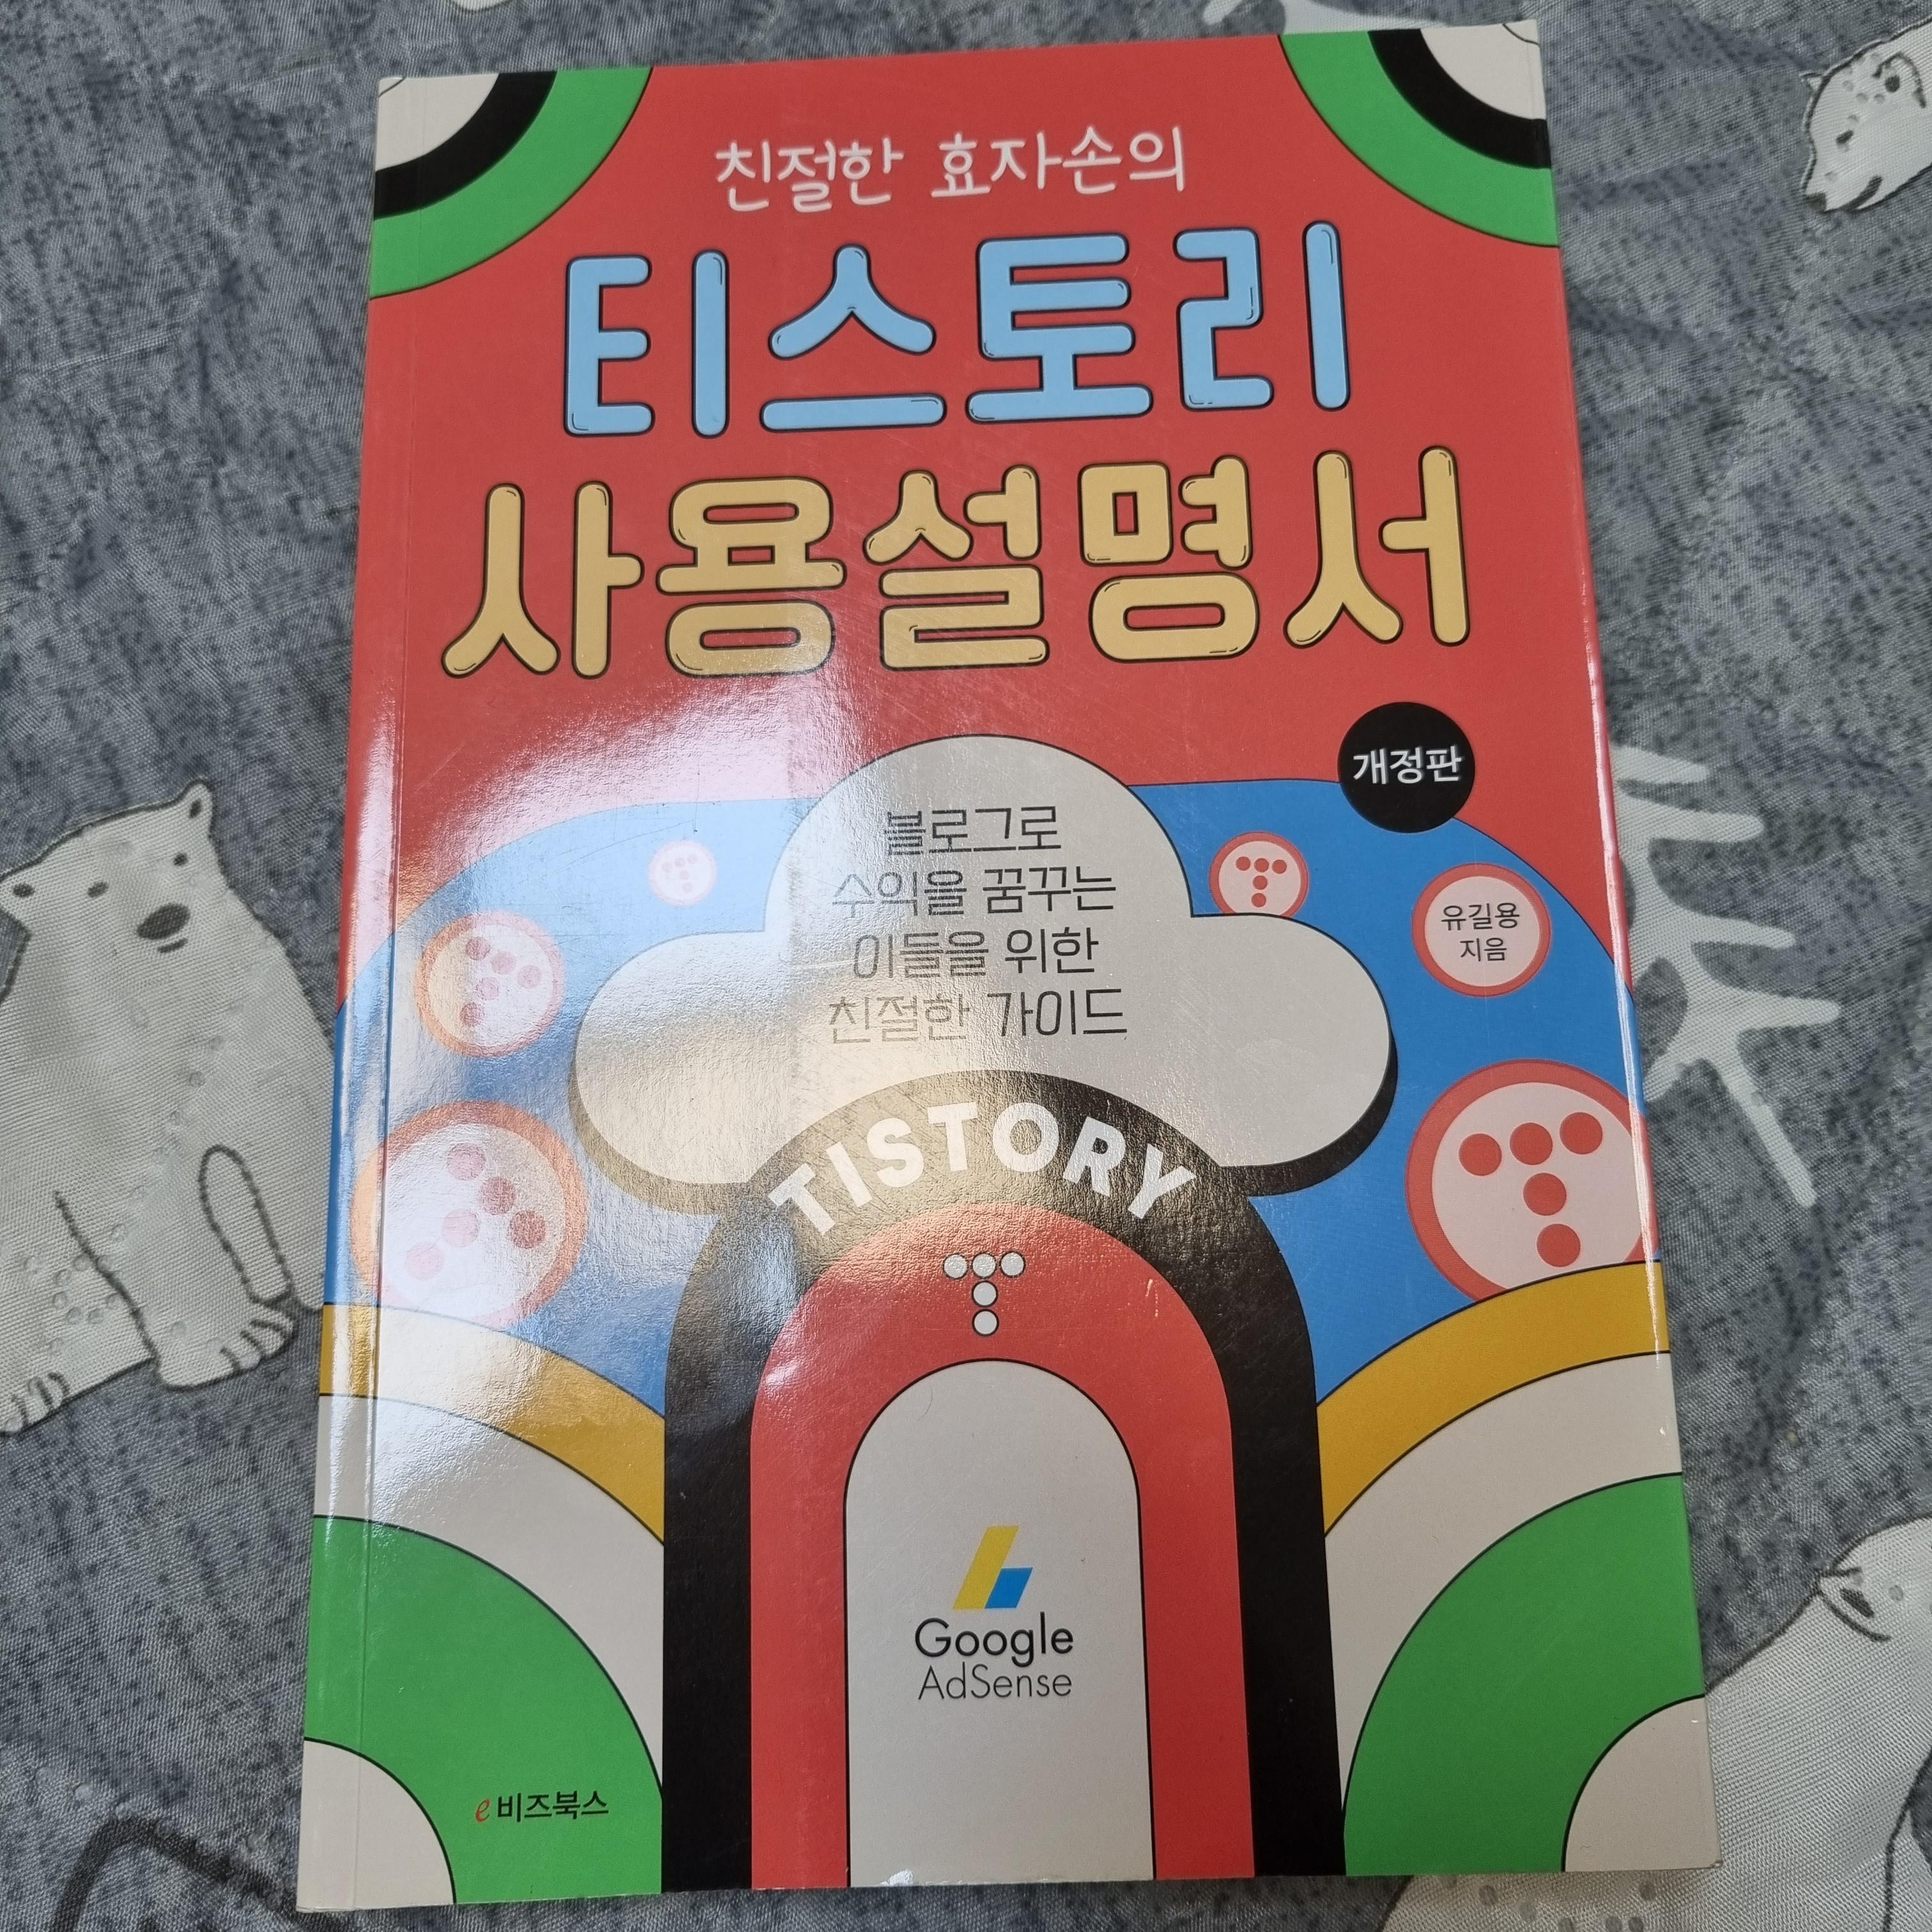 친절한 효자손의
티스토리
사용설명서
개정판
블로그로
수익을 꿈꾸는
이들을 위한
친절한 가이드
유길용
지음
TISTORY
Google
AdSense
e비즈북스